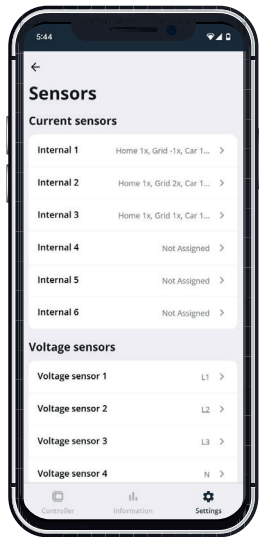 5:44
Sensors
Current sensors
Internal 1 Home 1x, Grid -1x, Car 1... >
Internal 2 Home 1x, Grid 2x, Car 1... >
Internal 3 Home 1x, Grid 1x, Car 1... >
Internal 4 Not Assigned >
Internal 5 Not Assigned >
Internal 6 Not Assigned >
Voltage sensors
Voltage sensor 1 L1 >
Voltage sensor 2 L2 >
Voltage sensor 3 L3 >
Voltage sensor 4 N >
Controller Information Settings